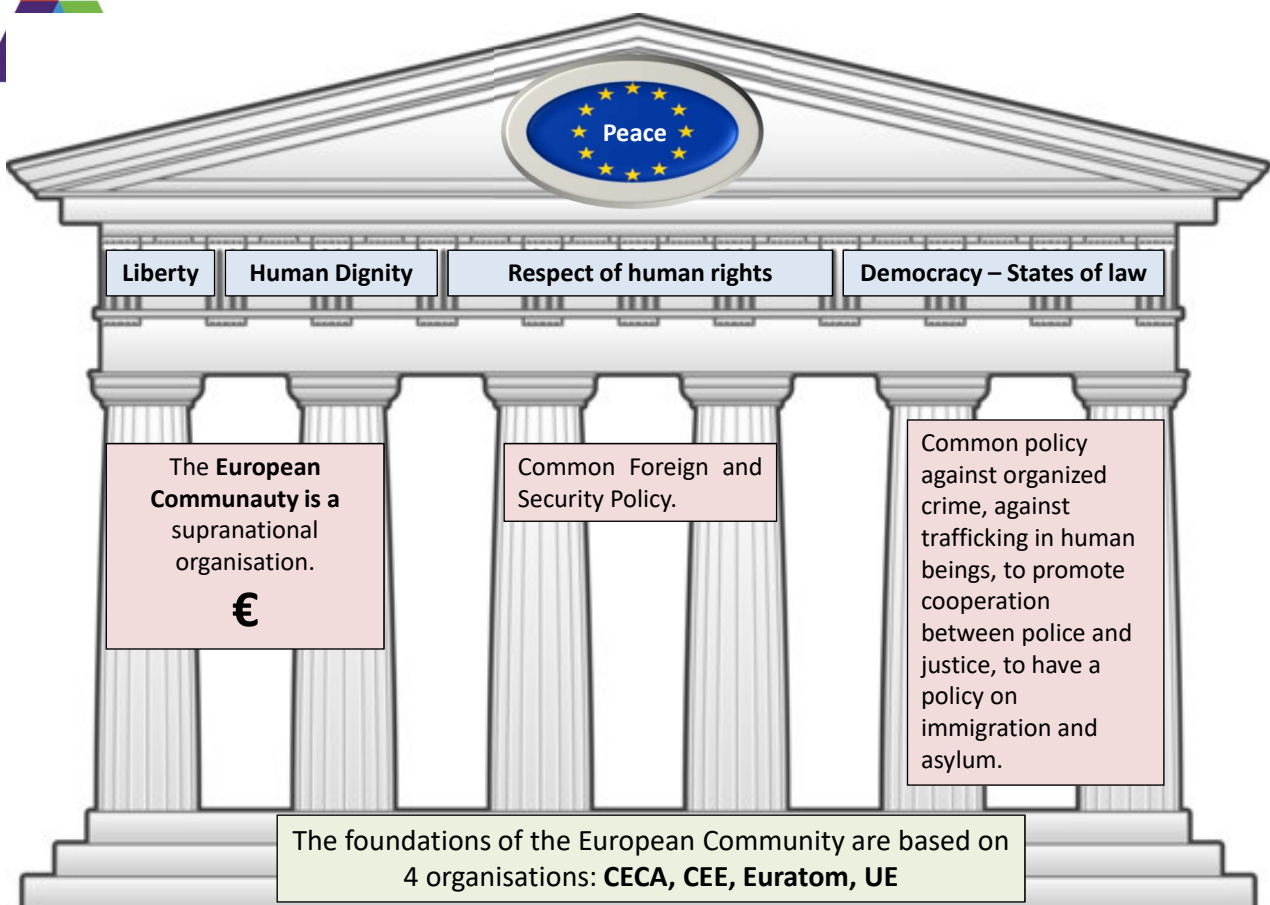 Peace
Liberty
Human Dignity
Respect of human rights
Democracy – States of law
The European
Communauty is a
supranational
organisation.
€
Common Foreign and
Security Policy.
Common policy
against organized
crime, against
trafficking in human
beings, to promote
cooperation
between police and
justice, to have a
policy on
immigration and
asylum.
The foundations of the European Community are based on
4 organisations: CECA, CEE, Euratom, UE